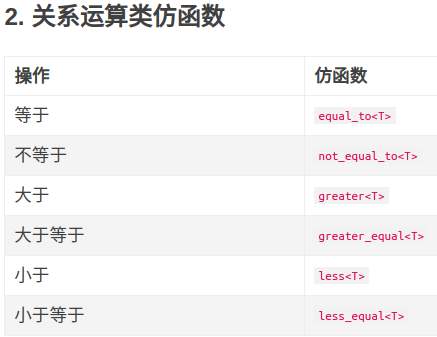 2. 关系运算类仿函数
操作 仿函数
等于 equal_to<T>
不等于 not_equal_to<T>
大于 greater<T>
大于等于 greater_equal<T>
小于 less<T>
小于等于 less_equal<T>